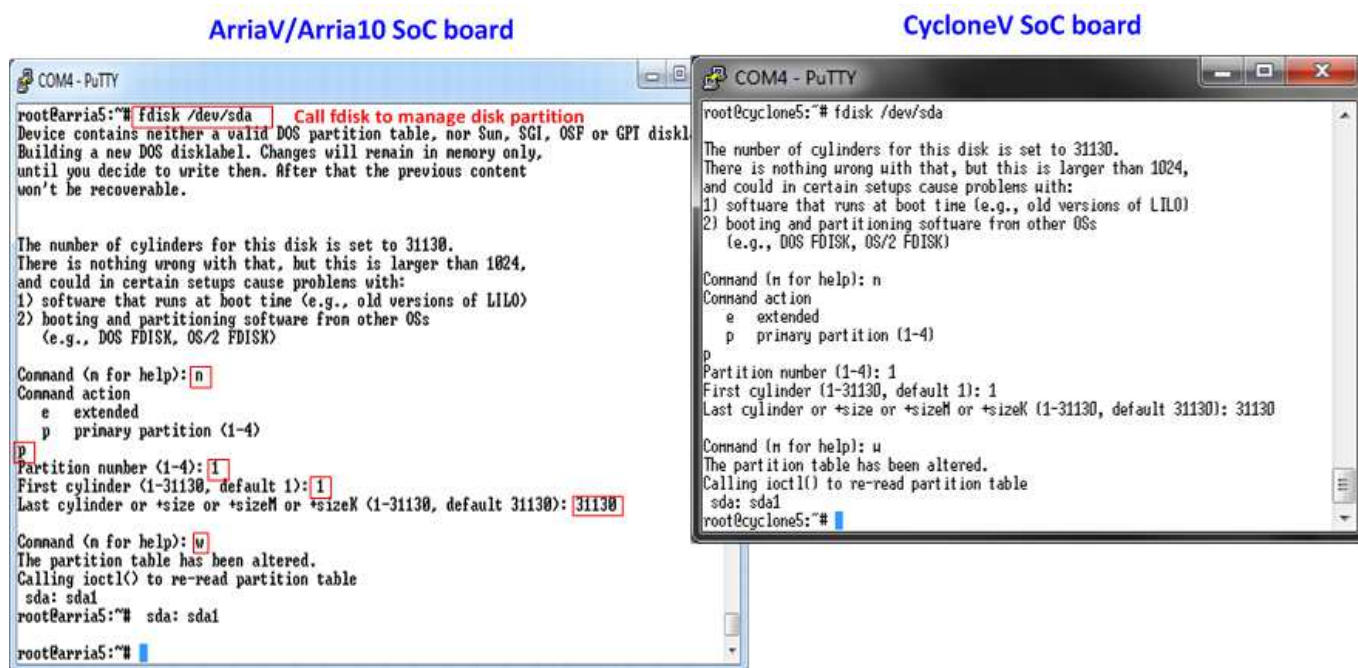 ArriaV/Arria10 SoC board
COM4 - PuTTY
root@arria5:~# fdisk /dev/sda Call fdisk to manage disk partition
Device contains neither a valid DOS partition table, nor Sun, SGI, OSF or GPT diskl
Building a new DOS disklabel. Changes will remain in memory only,
until you decide to write them. After that the previous content
won't be recoverable.
The number of cylinders for this disk is set to 31130.
There is nothing wrong with that, but this is larger than 1024,
and could in certain setups cause problems with:
1) software that runs at boot time (e.g., old versions of LILO)
2) booting and partitioning software from other OSs
(e.g., DOS FDISK, OS/2 FDISK)
Command (m for help): n
Command action
e extended
p primary partition (1-4)
p
Partition number (1-4): 1
First cylinder (1-31130, default 1): 1
Last cylinder or +size or +sizeM or +sizeK (1-31130, default 31130): 31130
Command (m for help): w
The partition table has been altered.
Calling ioctl() to re-read partition table
sda: sda1
root@arria5:~# sda: sda1
root@arria5:~#
CycloneV SoC board
COM4 - PuTTY
root@cyclone5:~# fdisk /dev/sda
The number of cylinders for this disk is set to 31130.
There is nothing wrong with that, but this is larger than 1024,
and could in certain setups cause problems with:
1) software that runs at boot time (e.g., old versions of LILO)
2) booting and partitioning software from other OSs
(e.g., DOS FDISK, OS/2 FDISK)
Command (m for help): n
Command action
e extended
p primary partition (1-4)
p
Partition number (1-4): 1
First cylinder (1-31130, default 1): 1
Last cylinder or +size or +sizeM or +sizeK (1-31130, default 31130): 31130
Command (m for help): w
The partition table has been altered.
Calling ioctl() to re-read partition table
sda: sda1
root@cyclone5:~#